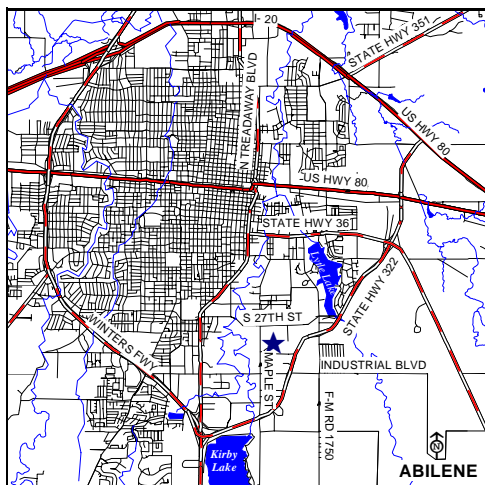 I- 20
STATE HWY 351
N TREADAWAY BLVD
US HWY 80
US HWY 80
STATE HWY 36
Lytle Lake
S 27TH ST
STATE HWY 322
WINTERS FWY
MAPLE ST
INDUSTRIAL BLVD
F-M RD 1750
Kirby
Lake
N
ABILENE